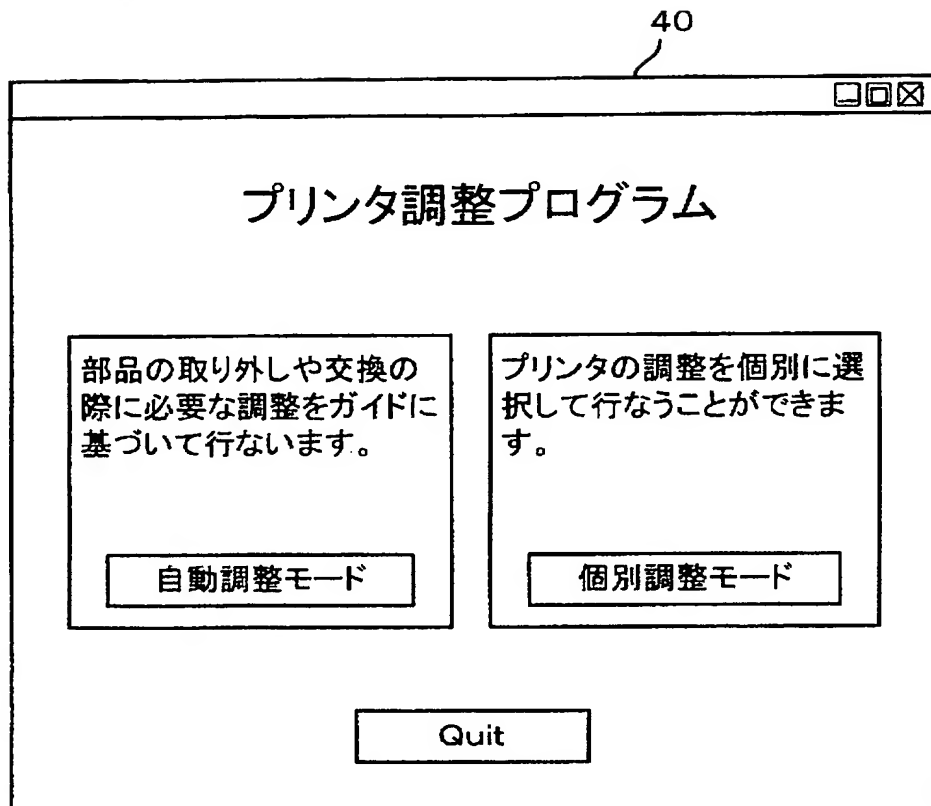 40
プリンタ調整プログラム
部品の取り外しや交換の
際に必要な調整をガイドに
基づいて行ないます。
自動調整モード
プリンタの調整を個別に選
択して行なうことができま
す。
個別調整モード
Quit